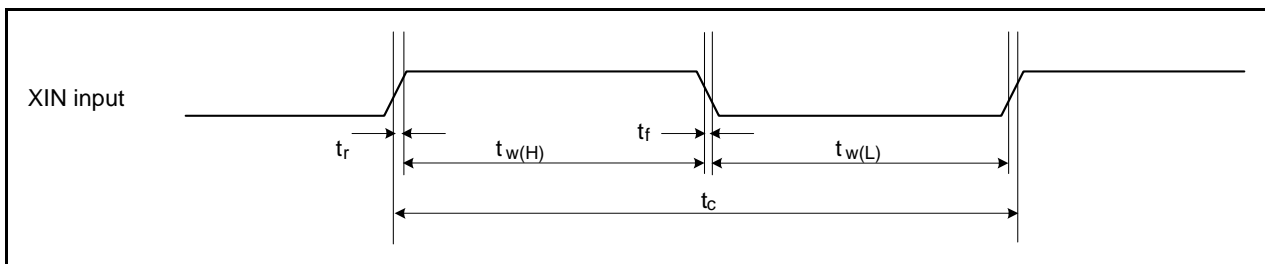 XIN input
tr
tw(H)
tf
tw(L)
tc